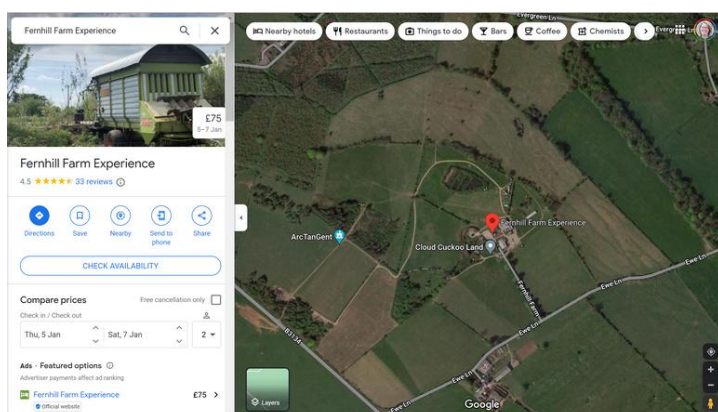 Fernhill Farm Experience
£75
5–7 Jan
Fernhill Farm Experience
4.5 33 reviews
Directions Save Nearby Send to phone Share
CHECK AVAILABILITY
Compare prices Free cancellation only
Check in / Check out
Thu, 5 Jan Sat, 7 Jan 2
Ads · Featured options
Advertiser payments affect ad ranking
Fernhill Farm Experience £75
Official website
Nearby hotels Restaurants Things to do Bars Coffee Chemists
Evergreen Ln
ArcTanGent
Fernhill Farm Experience
Cloud Cuckoo Land
Fernhill Farm
Ewe Ln
Ewe Ln
Ewe Ln
Ewe Ln
B3134
Layers
Google